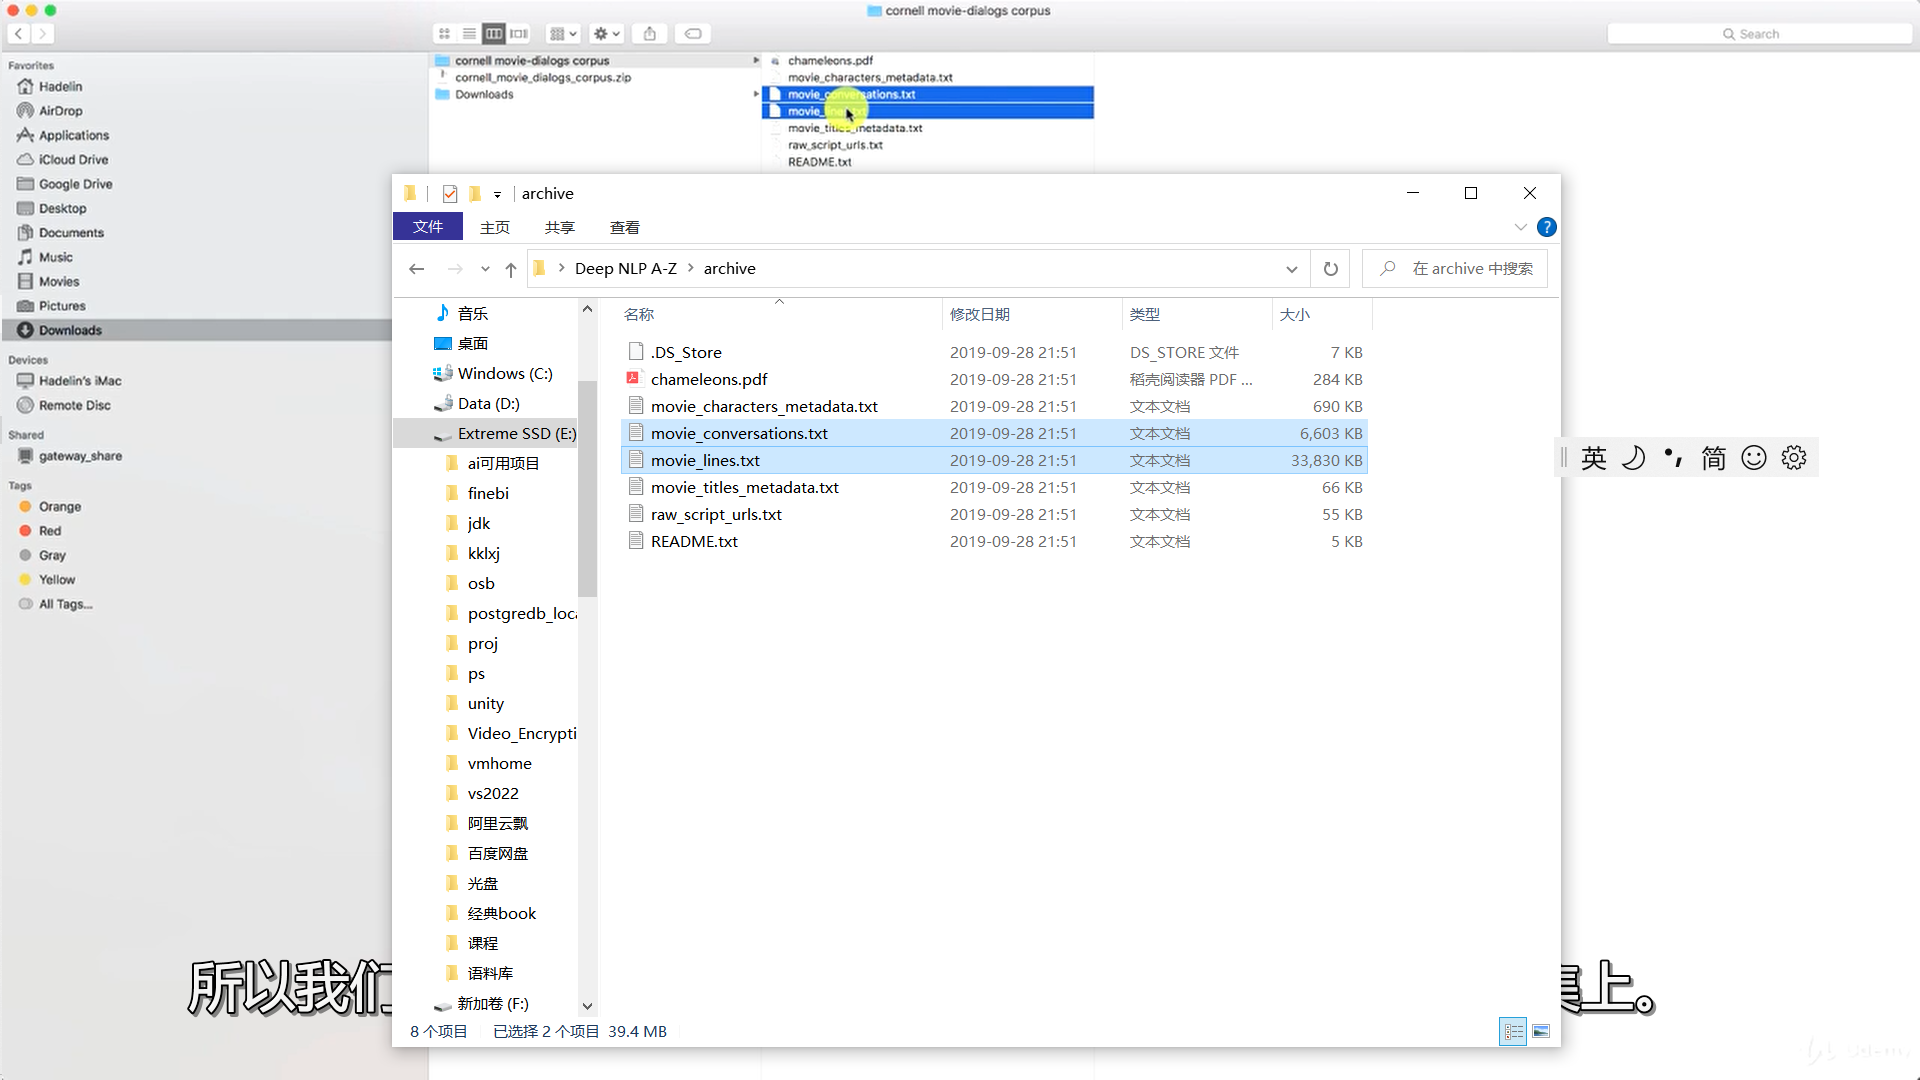 cornell movie-dialogs corpus
Search
Favorites
Hadelin
AirDrop
Applications
iCloud Drive
Google Drive
Desktop
Documents
Music
Movies
Pictures
Downloads
Devices
Hadelin's iMac
Remote Disc
Shared
gateway_share
Tags
Orange
Red
Gray
Yellow
All Tags...
cornell movie-dialogs corpus
cornell_movie_dialogs_corpus.zip
Downloads
chameleons.pdf
movie_characters_metadata.txt
movie_conversations.txt
movie_lines.txt
movie_titles_metadata.txt
raw_script_urls.txt
README.txt
archive
文件 主页 共享 查看
Deep NLP A-Z archive
在 archive 中搜索
音乐
桌面
Windows (C:)
Data (D:)
Extreme SSD (E:)
ai可用项目
finebi
jdk
kklxj
osb
postgredb_loca
proj
ps
unity
Video_Encrypti
vmhome
vs2022
阿里云飘
百度网盘
光盘
经典book
课程
语料库
新加卷 (F:)
名称 修改日期 类型 大小
.DS_Store 2019-09-28 21:51 DS_STORE 文件 7 KB
chameleons.pdf 2019-09-28 21:51 稻壳阅读器 PDF ... 284 KB
movie_characters_metadata.txt 2019-09-28 21:51 文本文档 690 KB
movie_conversations.txt 2019-09-28 21:51 文本文档 6,603 KB
movie_lines.txt 2019-09-28 21:51 文本文档 33,830 KB
movie_titles_metadata.txt 2019-09-28 21:51 文本文档 66 KB
raw_script_urls.txt 2019-09-28 21:51 文本文档 55 KB
README.txt 2019-09-28 21:51 文本文档 5 KB
8 个项目 已选择 2 个项目 39.4 MB
英 简
所以我们 集上。